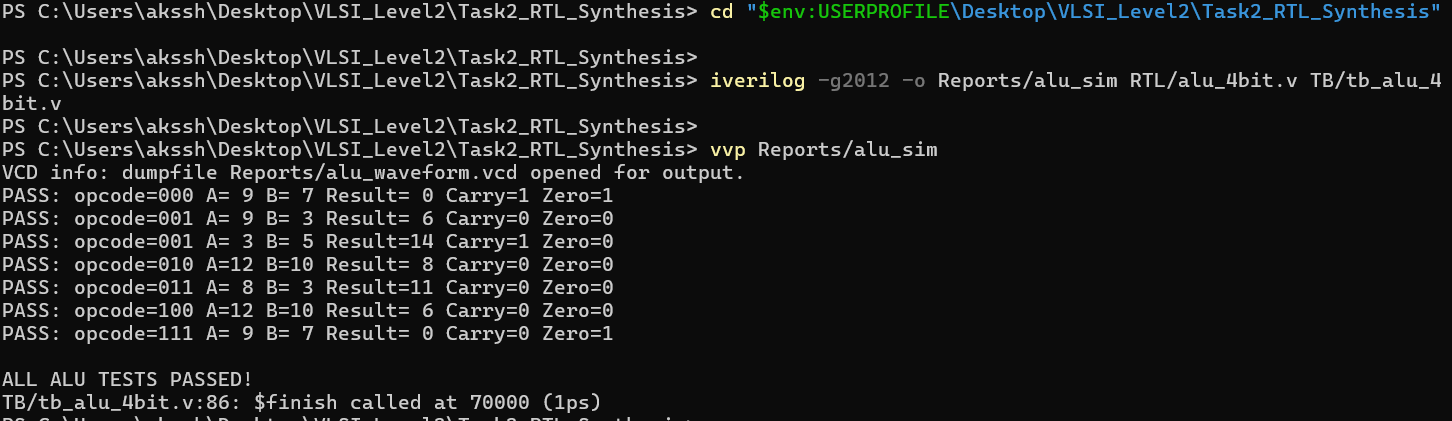 PS C:\Users\akssh\Desktop\VLSI_Level2\Task2_RTL_Synthesis> cd "$env:USERPROFILE\Desktop\VLSI_Level2\Task2_RTL_Synthesis"
PS C:\Users\akssh\Desktop\VLSI_Level2\Task2_RTL_Synthesis>
PS C:\Users\akssh\Desktop\VLSI_Level2\Task2_RTL_Synthesis> iverilog -g2012 -o Reports/alu_sim RTL/alu_4bit.v TB/tb_alu_4
bit.v
PS C:\Users\akssh\Desktop\VLSI_Level2\Task2_RTL_Synthesis>
PS C:\Users\akssh\Desktop\VLSI_Level2\Task2_RTL_Synthesis> vvp Reports/alu_sim
VCD info: dumpfile Reports/alu_waveform.vcd opened for output.
PASS: opcode=000 A= 9 B= 7 Result= 0 Carry=1 Zero=1
PASS: opcode=001 A= 9 B= 3 Result= 6 Carry=0 Zero=0
PASS: opcode=001 A= 3 B= 5 Result=14 Carry=1 Zero=0
PASS: opcode=010 A=12 B=10 Result= 8 Carry=0 Zero=0
PASS: opcode=011 A= 8 B= 3 Result=11 Carry=0 Zero=0
PASS: opcode=100 A=12 B=10 Result= 6 Carry=0 Zero=0
PASS: opcode=111 A= 9 B= 7 Result= 0 Carry=0 Zero=1
ALL ALU TESTS PASSED!
TB/tb_alu_4bit.v:86: $finish called at 70000 (1ps)